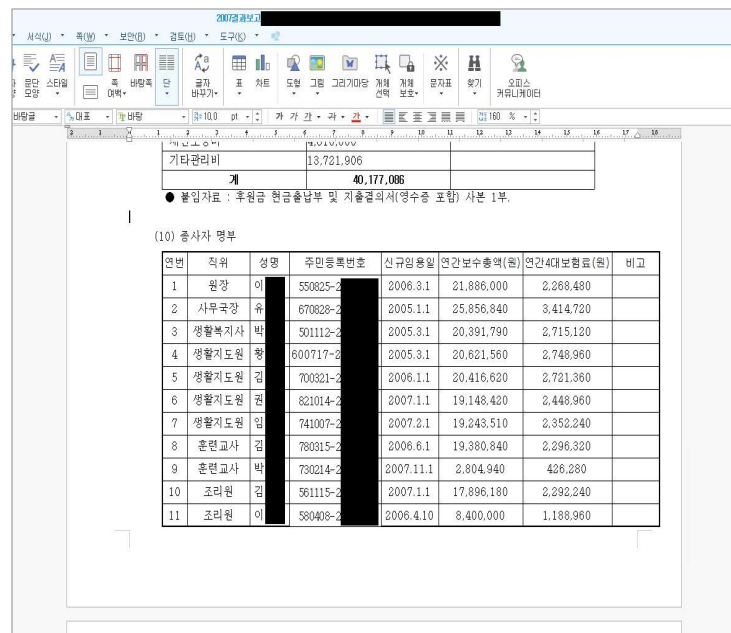 2007결과보고
서식(J) 쪽(W) 보안(B) 검토(H) 도구(K)
문단 모양 스타일 쪽 여백 바탕쪽 단 글자 바꾸기 표 차트 도형 그림 그리기마당 개체 선택 개체 보호 문자표 찾기 오피스 커뮤니케이터
바탕글 대표 바탕 10.0 pt 가 가 간 가 가 160 %
기타관리비 13,721,906
계 40,177,086
● 붙임자료 : 후원금 현금출납부 및 지출결의서(영수증 포함) 사본 1부.
(10) 종사자 명부
연번 직위 성명 주민등록번호 신규임용일 연간보수총액(원) 연간4대보험료(원) 비고
1 원장 이 550825-2 2006.3.1 21,886,000 2,268,480
2 사무국장 유 670828-2 2005.1.1 25,856,840 3,414,720
3 생활복지사 박 501112-2 2005.3.1 20,391,790 2,715,120
4 생활지도원 황 600717-2 2005.3.1 20,621,560 2,748,960
5 생활지도원 김 700321-2 2006.1.1 20,416,620 2,721,360
6 생활지도원 권 821014-2 2007.1.1 19,148,420 2,448,960
7 생활지도원 임 741007-2 2007.2.1 19,243,510 2,352,240
8 훈련교사 김 780315-2 2006.6.1 19,380,840 2,296,320
9 훈련교사 박 730214-2 2007.11.1 2,804,940 426,280
10 조리원 김 561115-2 2007.1.1 17,896,180 2,292,240
11 조리원 이 580408-2 2006.4.10 8,400,000 1,188,960